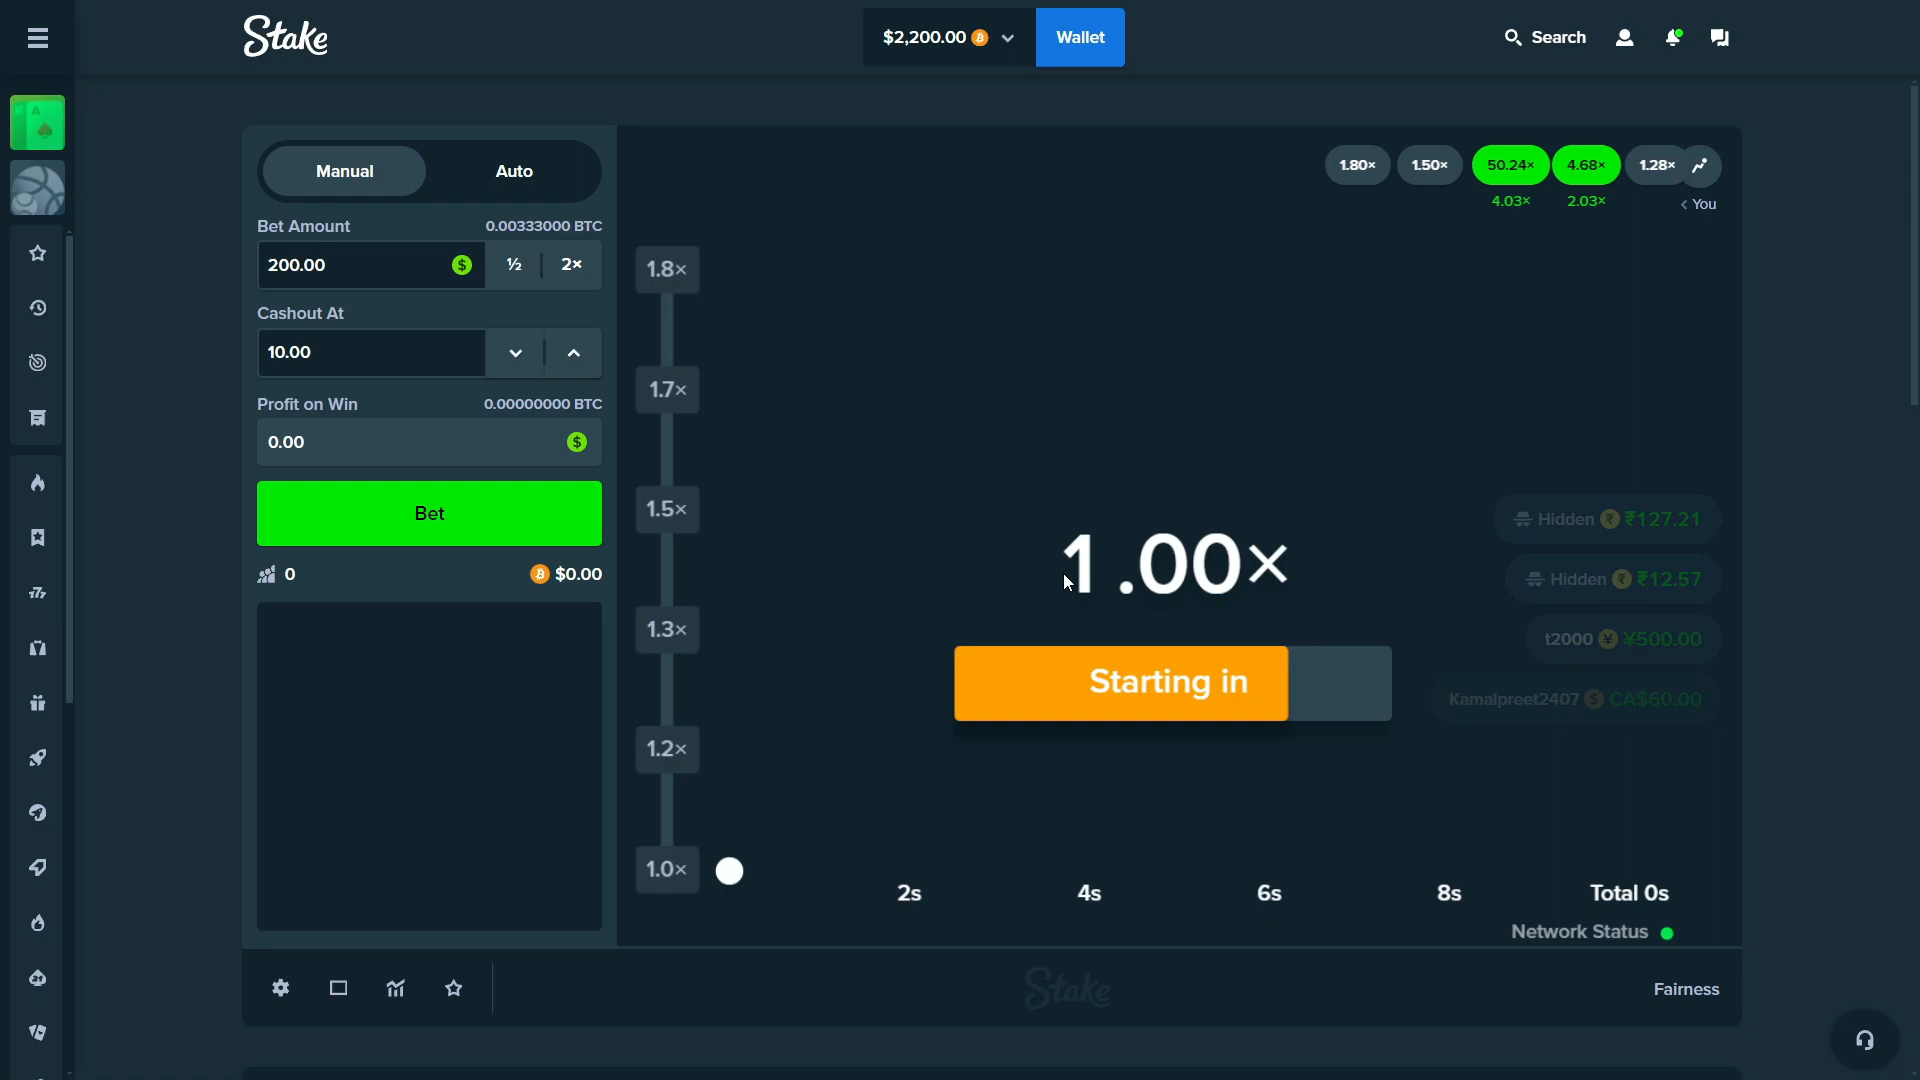 Stake
$2,200.00
Wallet
Search
Manual
Auto
1.80×
1.50×
50.24×
4.68×
1.28×
4.03×
2.03×
You
Bet Amount
0.00333000 BTC
200.00
½
2×
Cashout At
10.00
Profit on Win
0.00000000 BTC
0.00
Bet
0
$0.00
1.8×
1.7×
1.5×
1.3×
1.2×
1.0×
1.00×
Starting in
Hidden ₹127.21
Hidden ₹12.57
t2000 ¥500.00
Kamalpreet2407 CA$60.00
2s
4s
6s
8s
Total 0s
Network Status
Stake
Fairness